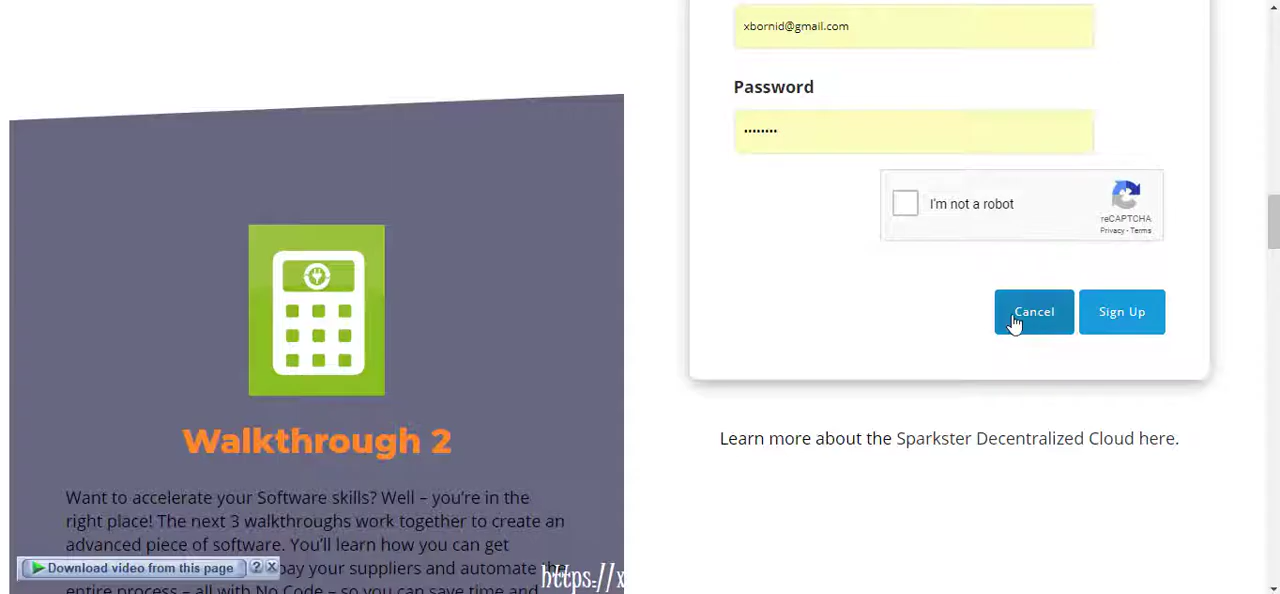 xbornid@gmail.com
Password
••••••••
I'm not a robot
reCAPTCHA
Privacy - Terms
Cancel
Sign Up
Learn more about the Sparkster Decentralized Cloud here.
Walkthrough 2
Want to accelerate your Software skills? Well – you're in the
right place! The next 3 walkthroughs work together to create an
advanced piece of software. You'll learn how you can get
pay your suppliers and automate the
entire process – all with No Code – so you can save time and
Download video from this page
? X
https://x